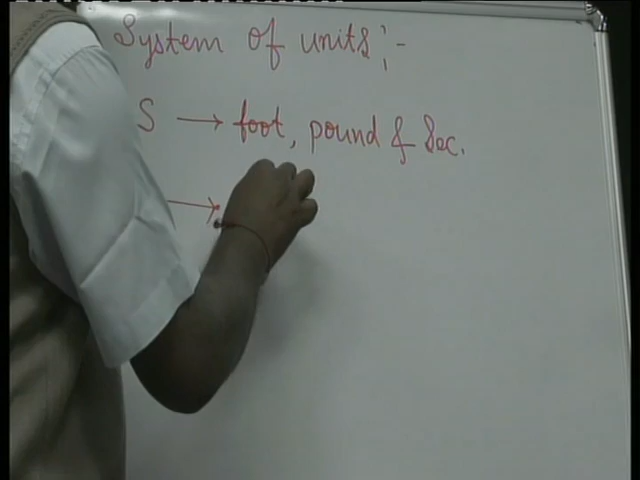 System of units :-
S → foot, pound & Sec.
→